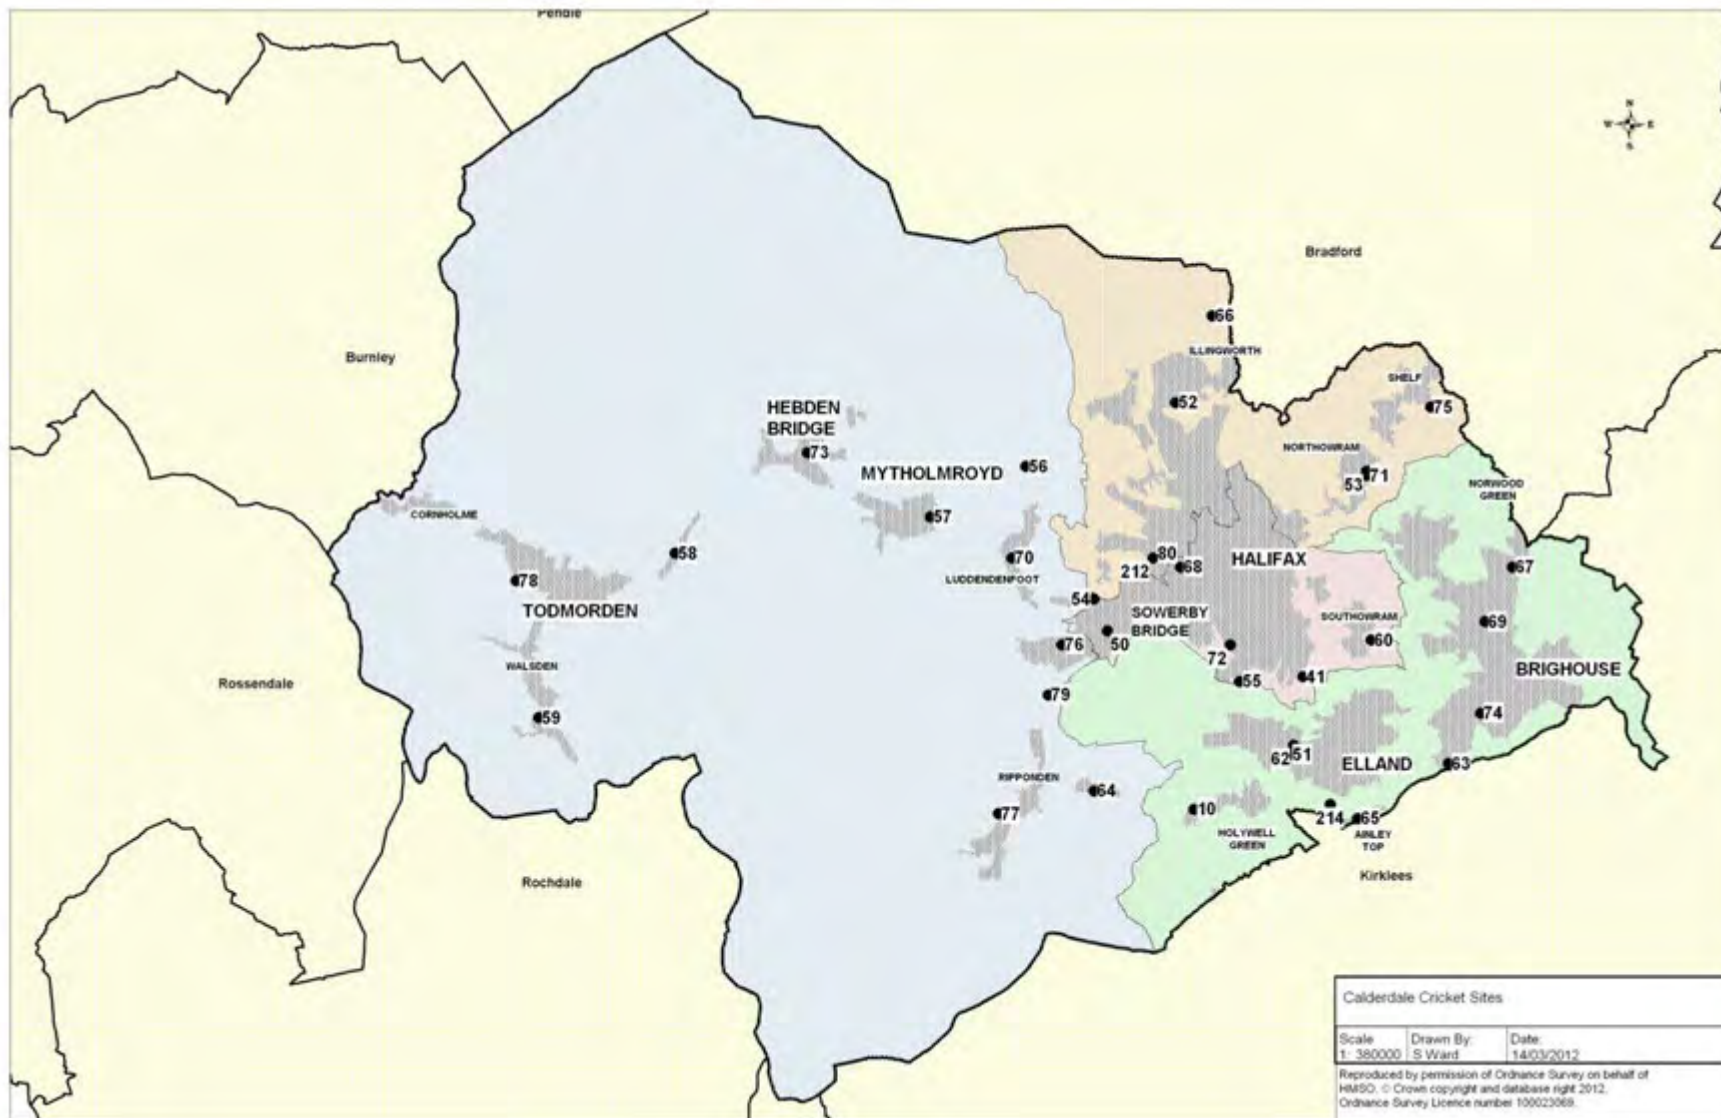 Pendle
N
W E
S
Bradford
66
ILLINGWORTH
Burnley
SHELF
52
75
HEBDEN
BRIDGE
73
NORTHOWRAM
56
MYTHOLMROYD
71
53
NORWOOD
GREEN
CORNHOLME
57
58
70
80
HALIFAX
212
68
67
78
LUDDENDENFOOT
TODMORDEN
54
SOWERBY
BRIDGE
SOUTHOWRAM
69
50
60
76
72
WALSDEN
BRIGHOUSE
41
55
Rossendale
79
59
74
51
62
ELLAND
63
RIPPONDEN
64
77
10
214
65
HOLYWELL
GREEN
AINLEY
TOP
Rochdale
Kirklees
Calderdale Cricket Sites
Scale Drawn By: Date:
1: 380000 S Ward 14/03/2012
Reproduced by permission of Ordnance Survey on behalf of
HMSO. © Crown copyright and database right 2012.
Ordnance Survey Licence number 100023069.